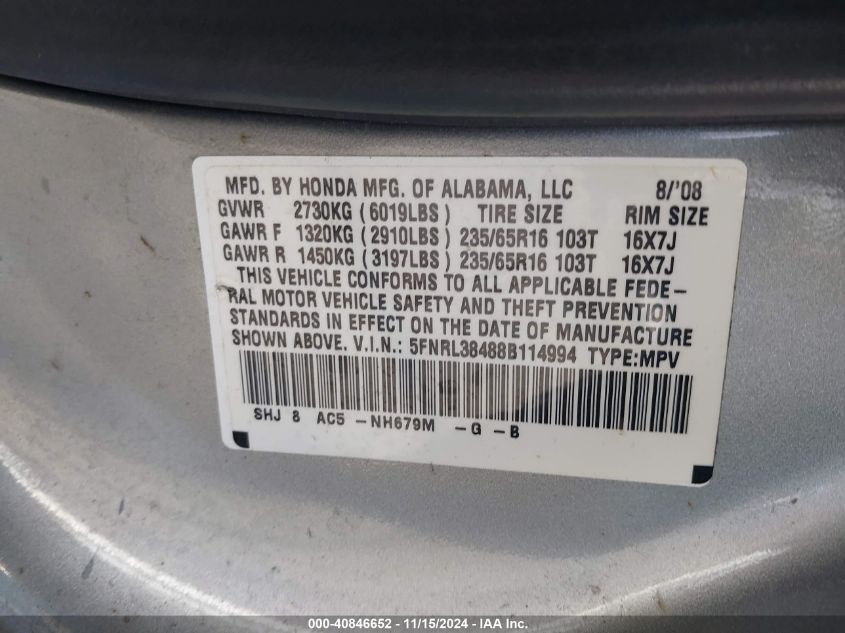 MFD. BY HONDA MFG. OF ALABAMA, LLC 8/'08
GVWR 2730KG (6019LBS) TIRE SIZE RIM SIZE
GAWR F 1320KG (2910LBS) 235/65R16 103T 16X7J
GAWR R 1450KG (3197LBS) 235/65R16 103T 16X7J
THIS VEHICLE CONFORMS TO ALL APPLICABLE FEDE-
RAL MOTOR VEHICLE SAFETY AND THEFT PREVENTION
STANDARDS IN EFFECT ON THE DATE OF MANUFACTURE
SHOWN ABOVE. V.I.N.: 5FNRL38488B114994 TYPE:MPV
SHJ 8 AC5 -NH679M -G -B
000-40846652 - 11/15/2024 - IAA Inc.